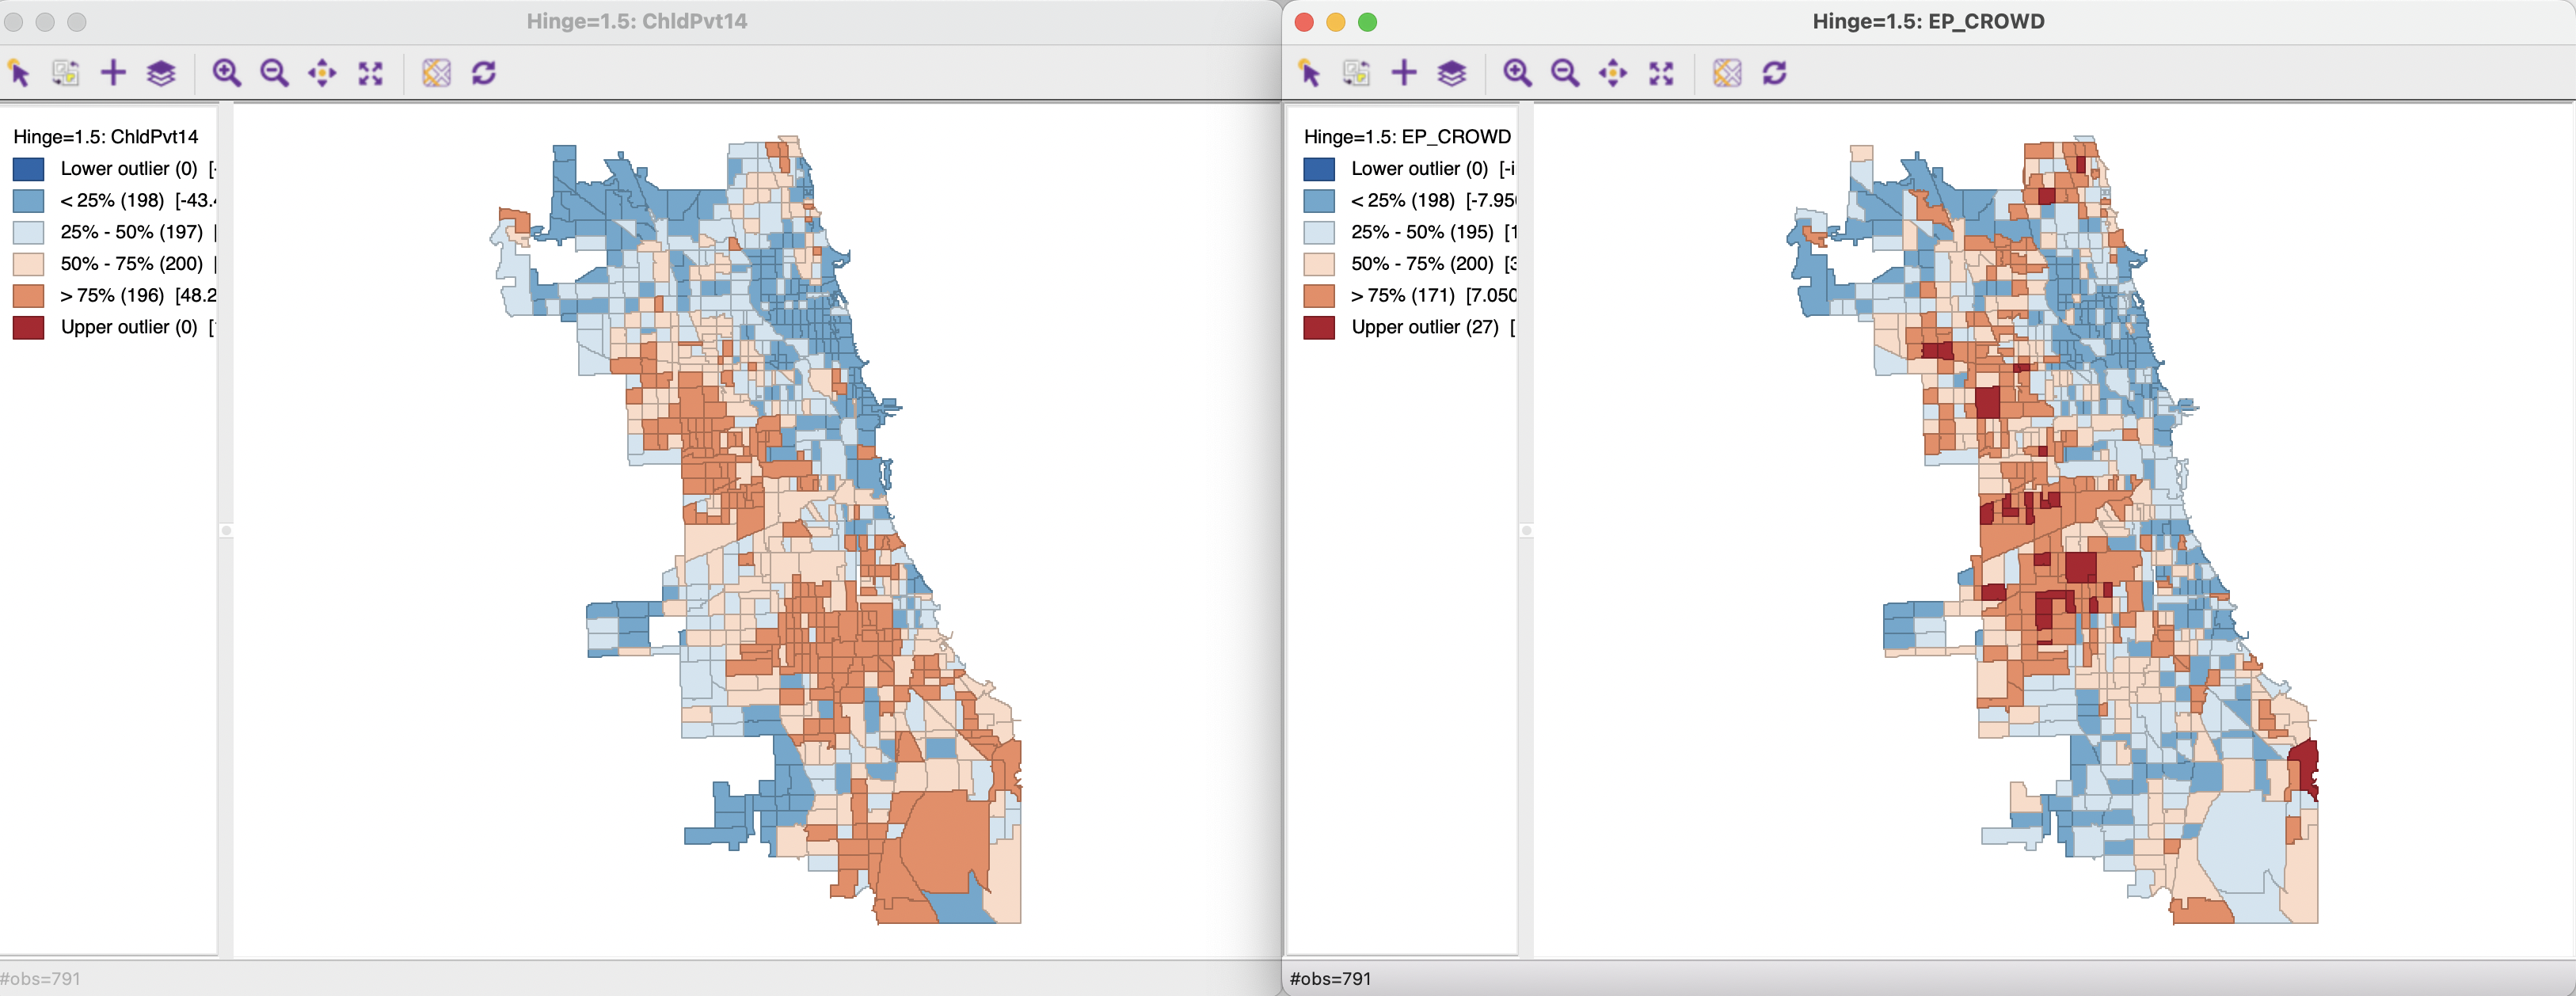 Hinge=1.5: ChldPvt14
Hinge=1.5: ChldPvt14
Lower outlier (0) [-
< 25% (198) [-43.4
25% - 50% (197) [
50% - 75% (200) [
> 75% (196) [48.2
Upper outlier (0) [
#obs=791
Hinge=1.5: EP_CROWD
Hinge=1.5: EP_CROWD
Lower outlier (0) [-i
< 25% (198) [-7.950
25% - 50% (195) [1
50% - 75% (200) [3
> 75% (171) [7.050
Upper outlier (27) [
#obs=791